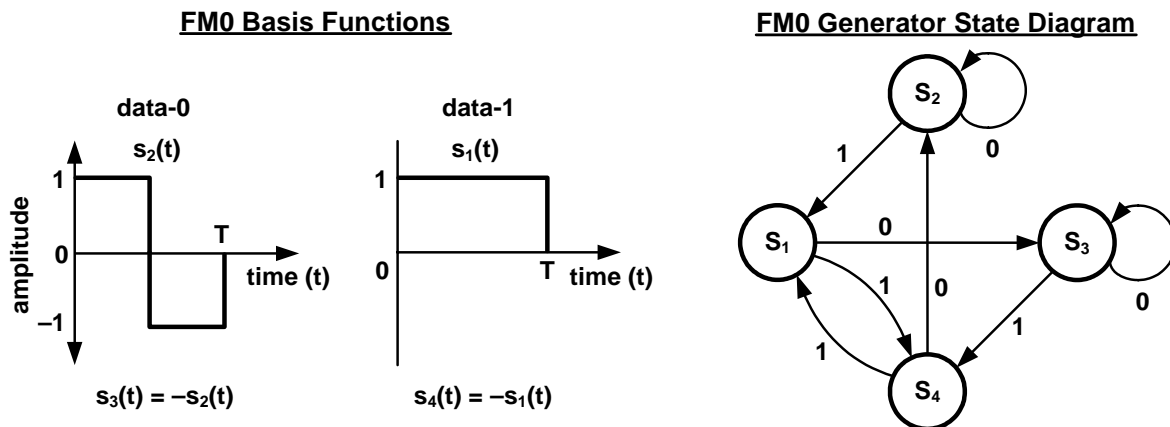 FM0 Basis Functions
data-0
s₂(t)
1
0
–1
amplitude
T
time (t)
s₃(t) = –s₂(t)
data-1
s₁(t)
1
0
T
time (t)
s₄(t) = –s₁(t)
FM0 Generator State Diagram
S₂
0
1
S₁
0
S₃
0
1
0
1
1
S₄